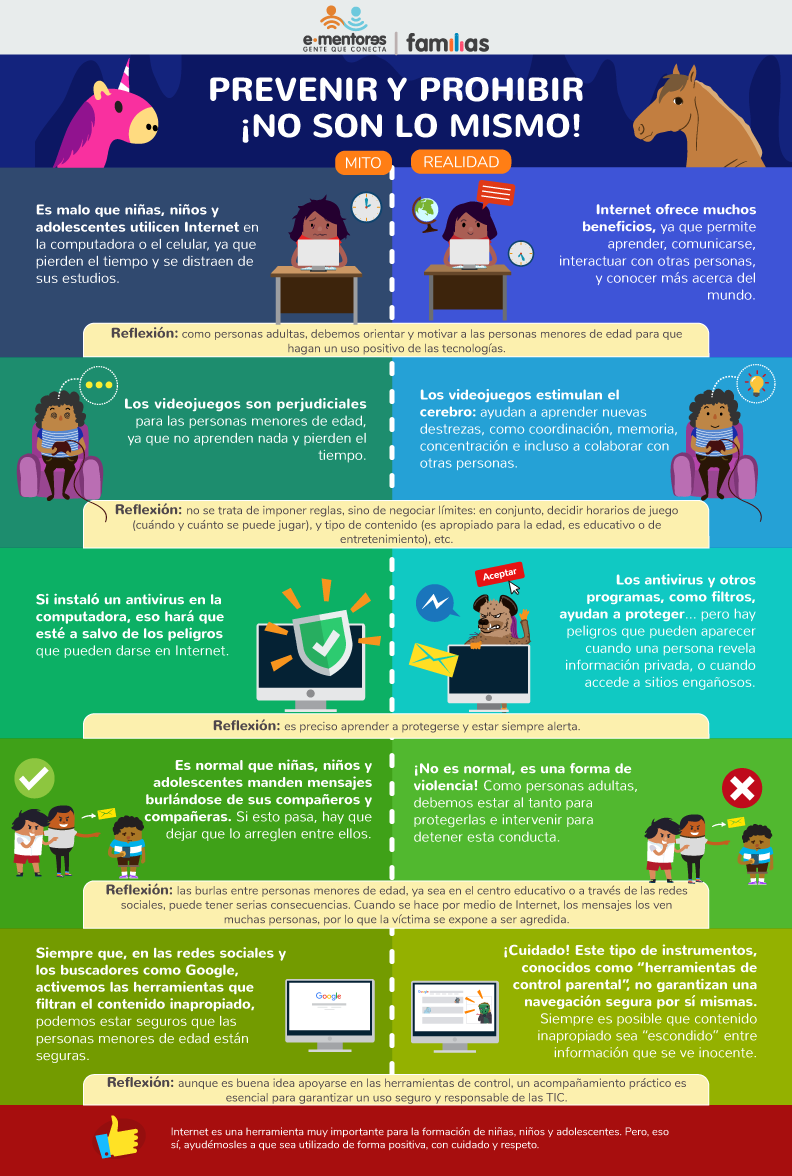 e·mentores
GENTE QUE CONECTA
familias
PREVENIR Y PROHIBIR
¡NO SON LO MISMO!
MITO
REALIDAD
Es malo que niñas, niños y
adolescentes utilicen Internet en
la computadora o el celular, ya que
pierden el tiempo y se distraen de
sus estudios.
Internet ofrece muchos
beneficios, ya que permite
aprender, comunicarse,
interactuar con otras personas,
y conocer más acerca del
mundo.
Reflexión: como personas adultas, debemos orientar y motivar a las personas menores de edad para que
hagan un uso positivo de las tecnologías.
Los videojuegos son perjudiciales
para las personas menores de edad,
ya que no aprenden nada y pierden el
tiempo.
Los videojuegos estimulan el
cerebro: ayudan a aprender nuevas
destrezas, como coordinación, memoria,
concentración e incluso a colaborar con
otras personas.
Reflexión: no se trata de imponer reglas, sino de negociar límites: en conjunto, decidir horarios de juego
(cuándo y cuánto se puede jugar), y tipo de contenido (es apropiado para la edad, es educativo o de
entretenimiento), etc.
Si instaló un antivirus en la
computadora, eso hará que
esté a salvo de los peligros
que pueden darse en Internet.
Aceptar
Los antivirus y otros
programas, como filtros,
ayudan a proteger... pero hay
peligros que pueden aparecer
cuando una persona revela
información privada, o cuando
accede a sitios engañosos.
Reflexión: es preciso aprender a protegerse y estar siempre alerta.
Es normal que niñas, niños y
adolescentes manden mensajes
burlándose de sus compañeros y
compañeras. Si esto pasa, hay que
dejar que lo arreglen entre ellos.
¡No es normal, es una forma de
violencia! Como personas adultas,
debemos estar al tanto para
protegerlas e intervenir para
detener esta conducta.
Reflexión: las burlas entre personas menores de edad, ya sea en el centro educativo o a través de las redes
sociales, puede tener serias consecuencias. Cuando se hace por medio de Internet, los mensajes los ven
muchas personas, por lo que la víctima se expone a ser agredida.
Siempre que, en las redes sociales y
los buscadores como Google,
activemos las herramientas que
filtran el contenido inapropiado,
podemos estar seguros que las
personas menores de edad están
seguras.
Google
Google
¡Cuidado! Este tipo de instrumentos,
conocidos como “herramientas de
control parental”, no garantizan una
navegación segura por sí mismas.
Siempre es posible que contenido
inapropiado sea “escondido” entre
información que se ve inocente.
Reflexión: aunque es buena idea apoyarse en las herramientas de control, un acompañamiento práctico es
esencial para garantizar un uso seguro y responsable de las TIC.
Internet es una herramienta muy importante para la formación de niñas, niños y adolescentes. Pero, eso
sí, ayudémosles a que sea utilizado de forma positiva, con cuidado y respeto.